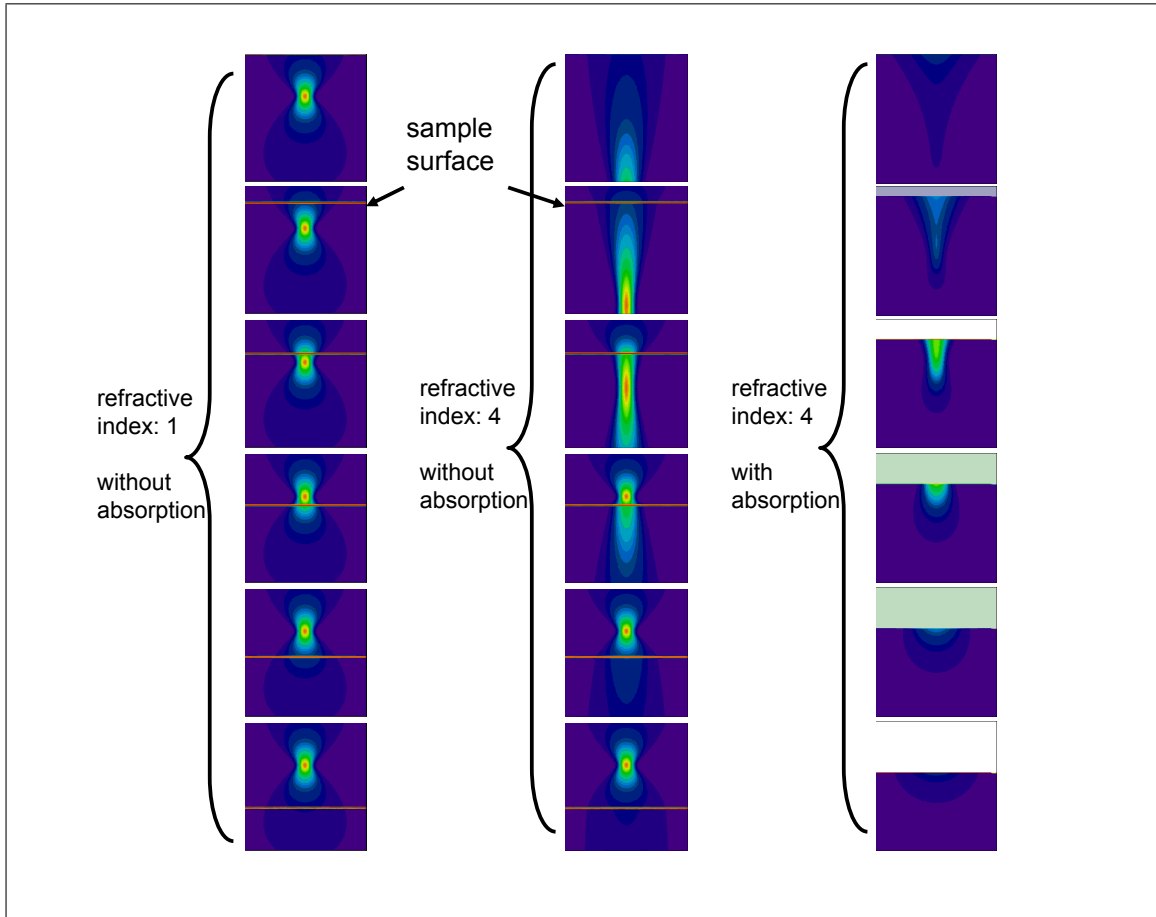 sample
surface
refractive
index: 1
without
absorption
refractive
index: 4
without
absorption
refractive
index: 4
with
absorption